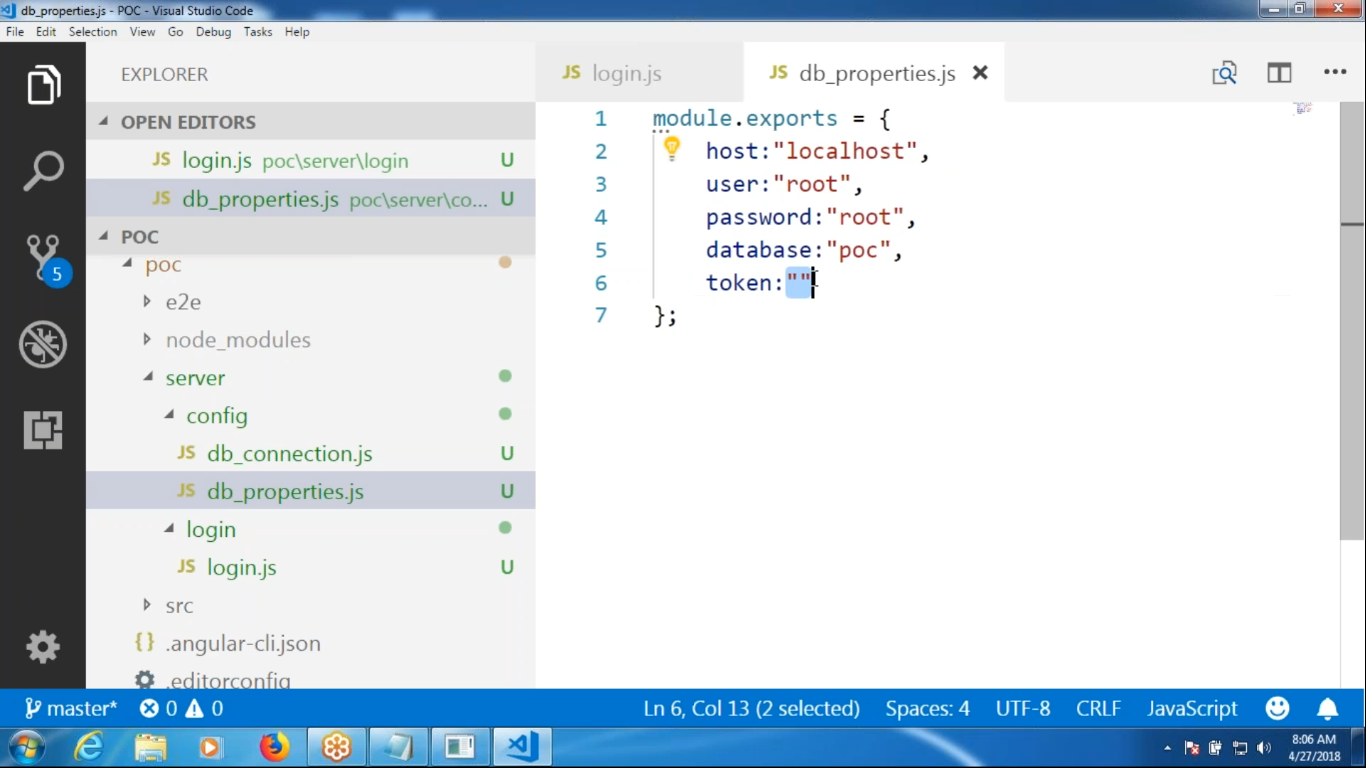 db_properties.js - POC - Visual Studio Code
File Edit Selection View Go Debug Tasks Help
EXPLORER
JS login.js
JS db_properties.js
OPEN EDITORS
JS login.js poc\server\login U
JS db_properties.js poc\server\co... U
POC
poc
e2e
node_modules
server
config
JS db_connection.js U
JS db_properties.js U
login
JS login.js U
src
{} .angular-cli.json
.editorconfig
5
1 module.exports = {
2 host:"localhost",
3 user:"root",
4 password:"root",
5 database:"poc",
6 token:""
7 };
master* 0 0 Ln 6, Col 13 (2 selected) Spaces: 4 UTF-8 CRLF JavaScript
8:06 AM
4/27/2018